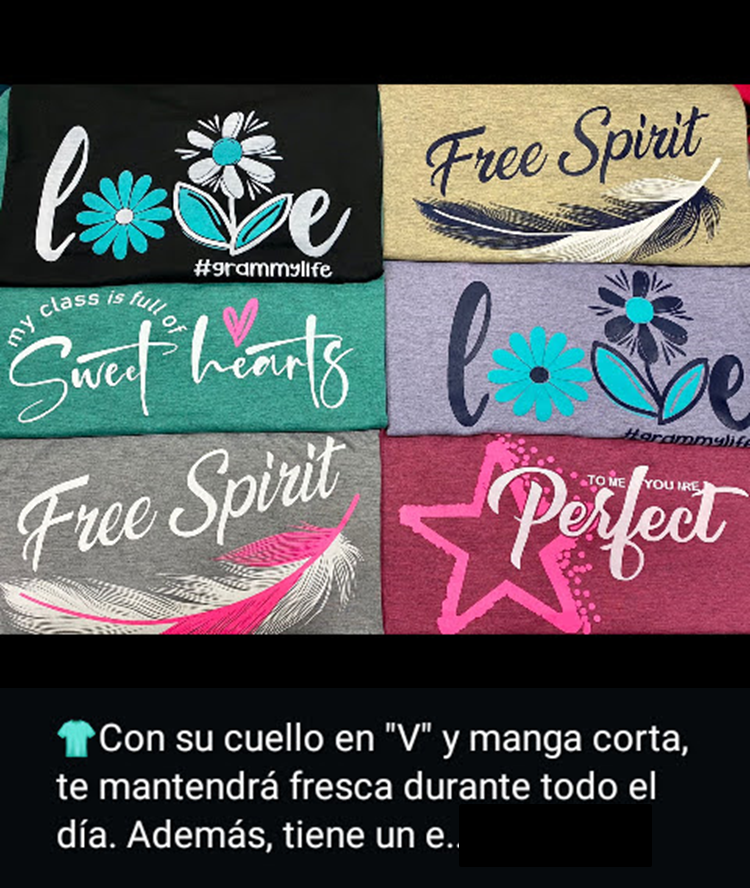 love
#grammylife
Free Spirit
my class is full of
Sweet hearts
love
#grammylife
Free Spirit
TO ME YOU ARE
Perfect
Con su cuello en "V" y manga corta,
te mantendrá fresca durante todo el
día. Además, tiene un e..